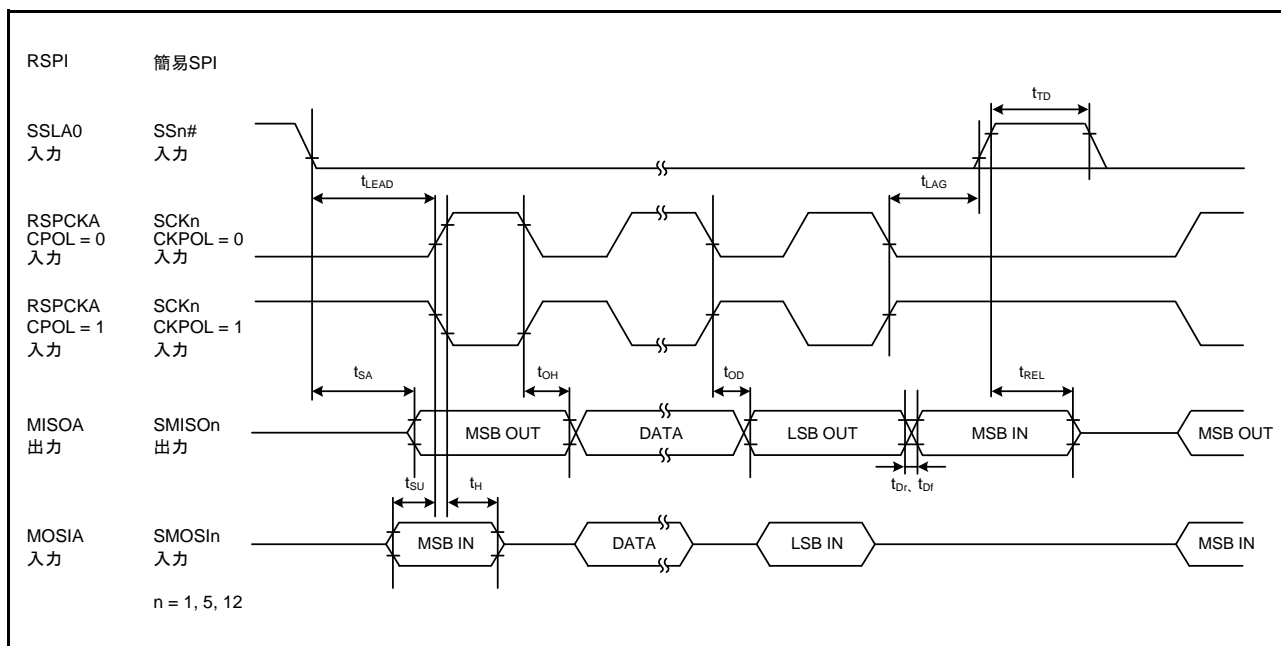 RSPI 簡易SPI
tTD
SSLA0 SSn#
入力 入力
tLEAD tLAG
RSPCKA SCKn
CPOL = 0 CKPOL = 0
入力 入力
RSPCKA SCKn
CPOL = 1 CKPOL = 1
入力 入力
tSA tOH tOD tREL
MISOA SMISOn MSB OUT DATA LSB OUT MSB IN MSB OUT
出力 出力
tSU tH tDr、tDf
MOSIA SMOSIn MSB IN DATA LSB IN MSB IN
入力 入力
n = 1, 5, 12